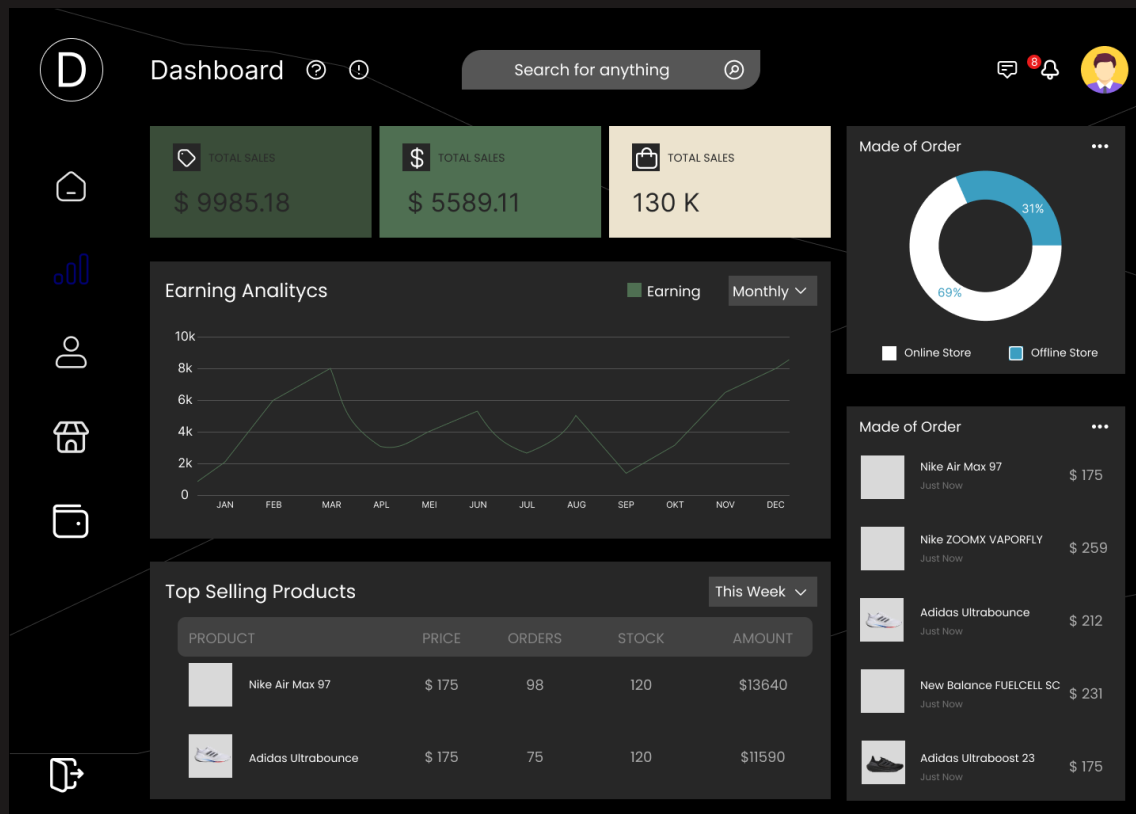 D
Dashboard
Search for anything
8
TOTAL SALES
$ 9985.18
TOTAL SALES
$ 5589.11
TOTAL SALES
130 K
Made of Order
31%
69%
Online Store
Offline Store
Earning Analitycs
Earning
Monthly
10k
8k
6k
4k
2k
0
JAN FEB MAR APL MEI JUN JUL AUG SEP OKT NOV DEC
Made of Order
Nike Air Max 97
Just Now
$ 175
Nike ZOOMX VAPORFLY
Just Now
$ 259
Adidas Ultrabounce
Just Now
$ 212
New Balance FUELCELL SC
Just Now
$ 231
Adidas Ultraboost 23
Just Now
$ 175
Top Selling Products
This Week
PRODUCT PRICE ORDERS STOCK AMOUNT
Nike Air Max 97 $ 175 98 120 $13640
Adidas Ultrabounce $ 175 75 120 $11590